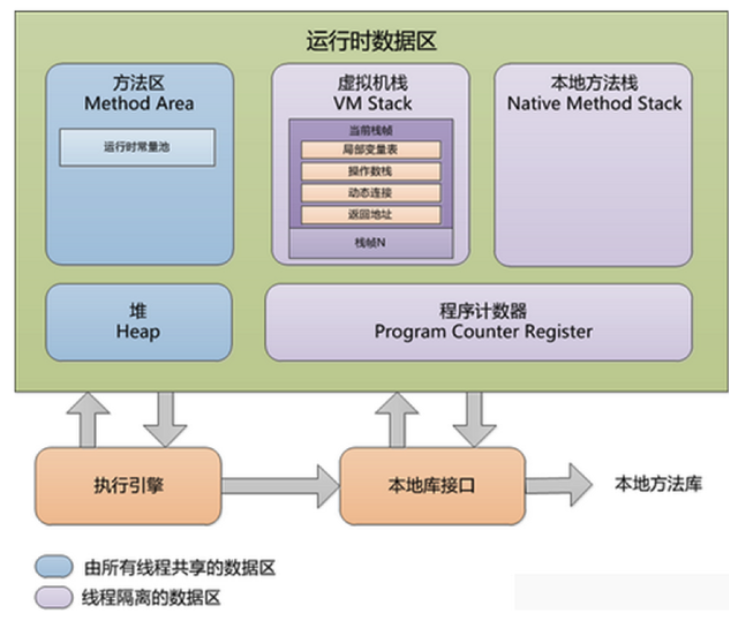 运行时数据区
方法区
Method Area
运行时常量池
虚拟机栈
VM Stack
当前栈帧
局部变量表
操作数栈
动态连接
返回地址
栈帧N
本地方法栈
Native Method Stack
堆
Heap
程序计数器
Program Counter Register
执行引擎
本地库接口
本地方法库
由所有线程共享的数据区
线程隔离的数据区